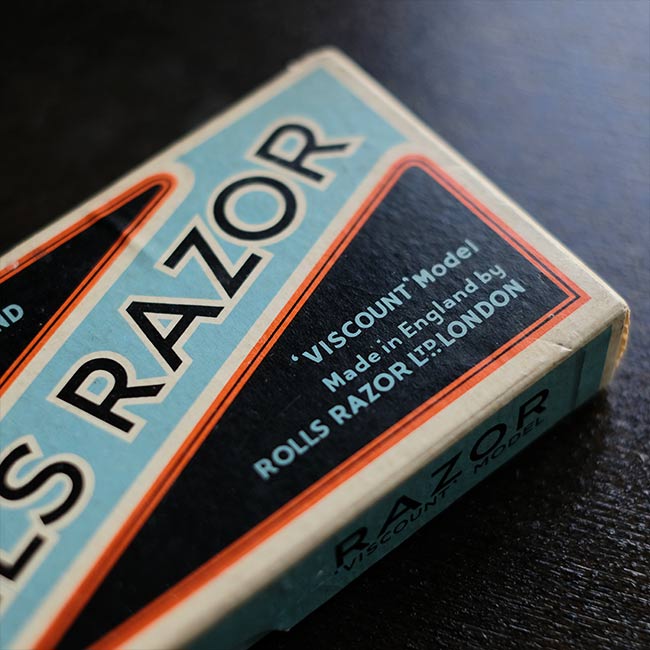 LS RAZOR
ND
'VISCOUNT' Model
Made in England by
ROLLS RAZOR LTD. LONDON
RAZOR
'VISCOUNT' MODEL